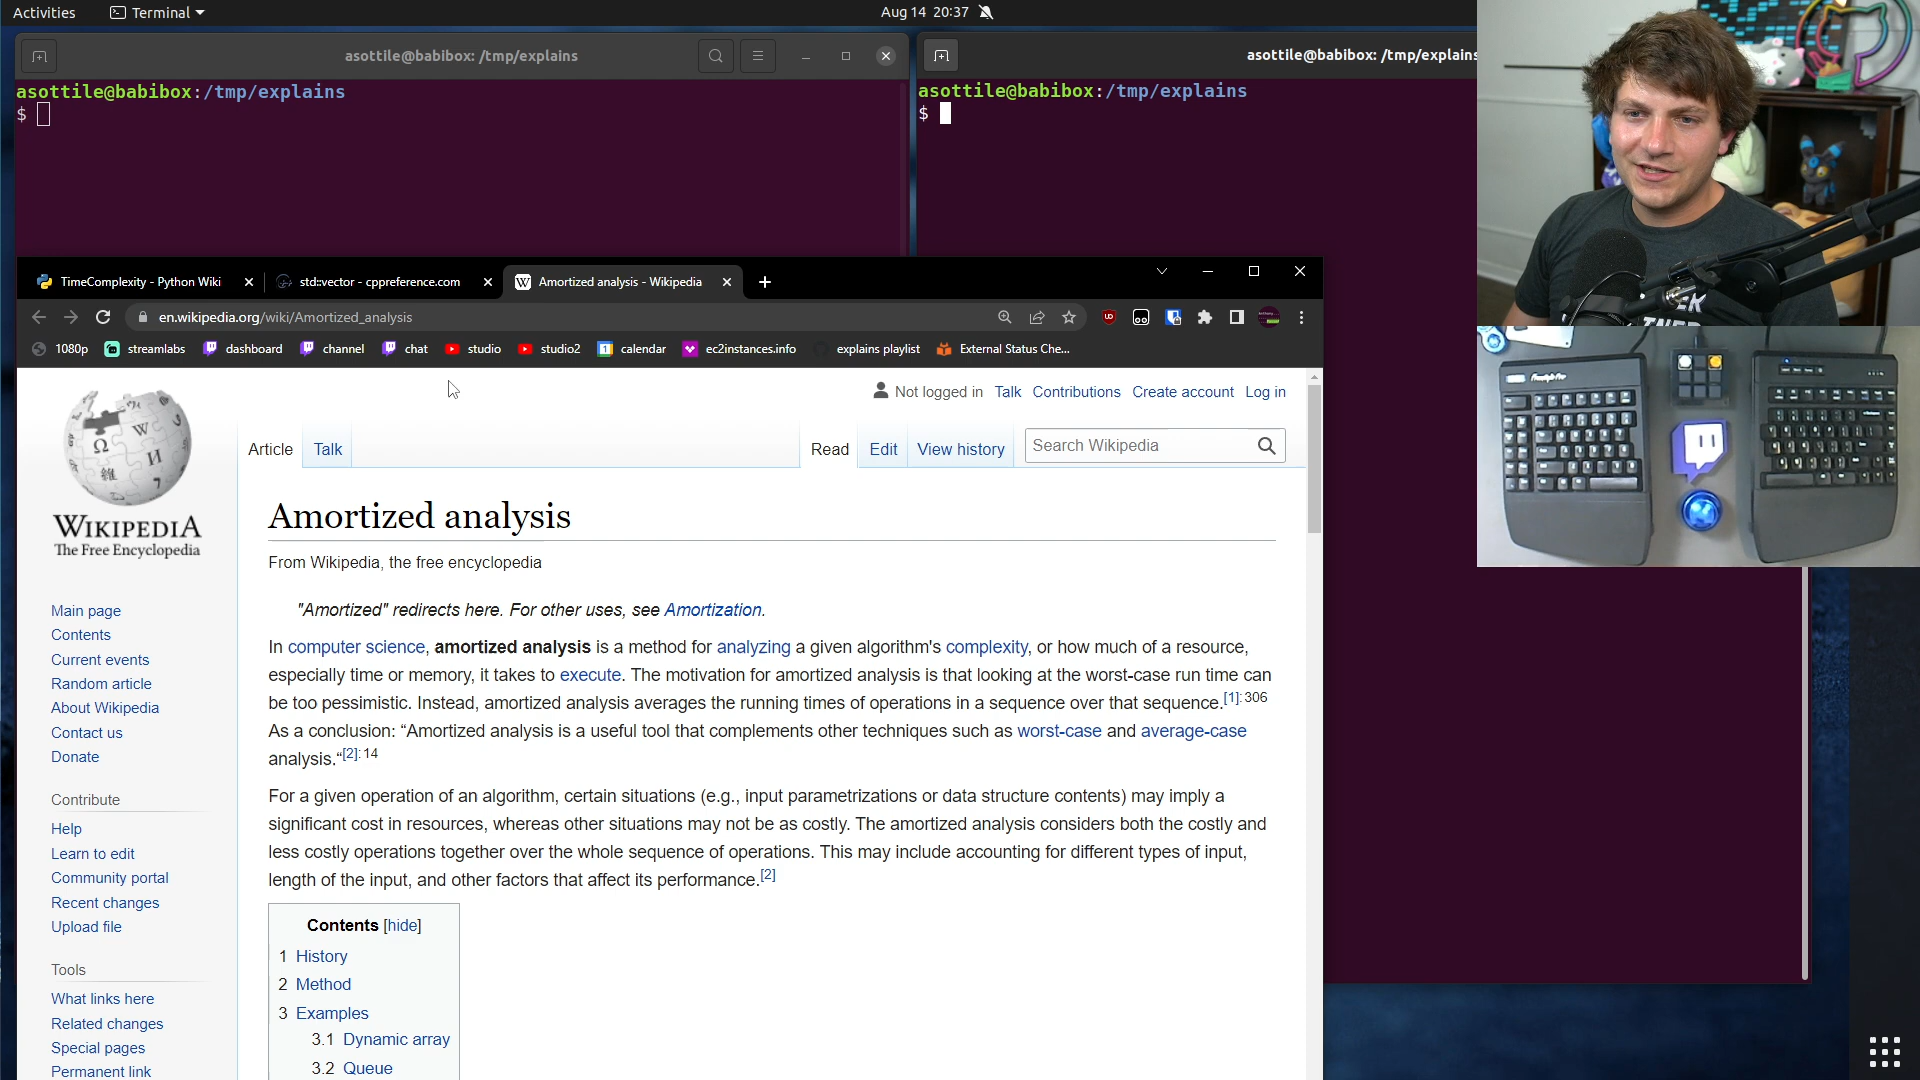 Activities
Terminal
Aug 14 20:37
asottile@babibox: /tmp/explains
asottile@babibox:/tmp/explains
$
asottile@babibox: /tmp/explains
asottile@babibox:/tmp/explains
$
TimeComplexity - Python Wiki
std::vector - cppreference.com
Amortized analysis - Wikipedia
en.wikipedia.org/wiki/Amortized_analysis
1080p
streamlabs
dashboard
channel
chat
studio
studio2
calendar
ec2instances.info
explains playlist
External Status Che...
WIKIPEDIA
The Free Encyclopedia
Not logged in Talk Contributions Create account Log in
Article Talk
Read Edit View history
Search Wikipedia
Main page
Contents
Current events
Random article
About Wikipedia
Contact us
Donate
Contribute
Help
Learn to edit
Community portal
Recent changes
Upload file
Tools
What links here
Related changes
Special pages
Permanent link
Amortized analysis
From Wikipedia, the free encyclopedia
"Amortized" redirects here. For other uses, see Amortization.
In computer science, amortized analysis is a method for analyzing a given algorithm's complexity, or how much of a resource,
especially time or memory, it takes to execute. The motivation for amortized analysis is that looking at the worst-case run time can
be too pessimistic. Instead, amortized analysis averages the running times of operations in a sequence over that sequence.[1]: 306
As a conclusion: “Amortized analysis is a useful tool that complements other techniques such as worst-case and average-case
analysis.“[2]: 14
For a given operation of an algorithm, certain situations (e.g., input parametrizations or data structure contents) may imply a
significant cost in resources, whereas other situations may not be as costly. The amortized analysis considers both the costly and
less costly operations together over the whole sequence of operations. This may include accounting for different types of input,
length of the input, and other factors that affect its performance.[2]
Contents [hide]
1 History
2 Method
3 Examples
3.1 Dynamic array
3.2 Queue